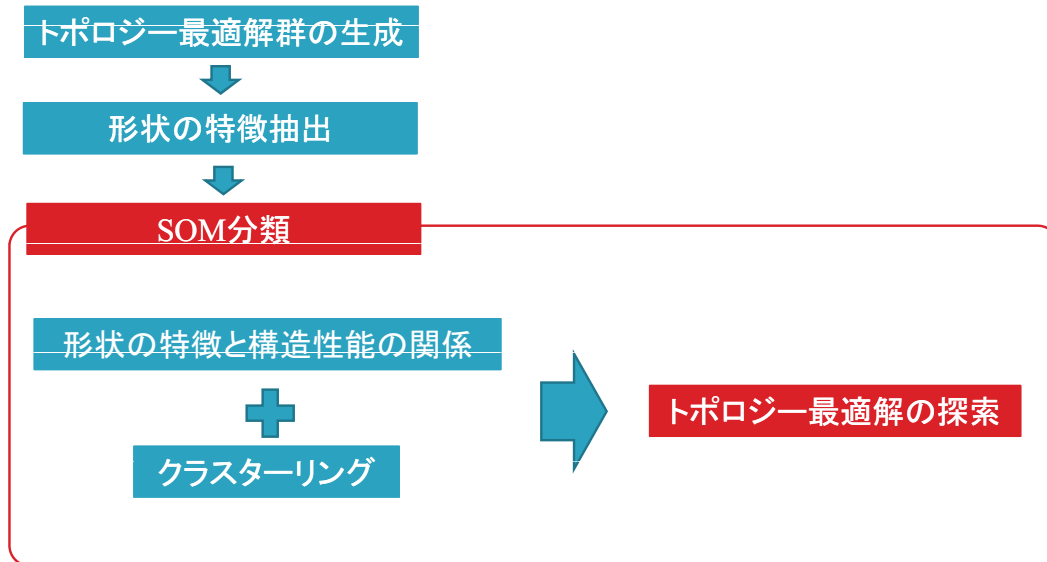 トポロジー最適解群の生成
形状の特徴抽出
SOM分類
形状の特徴と構造性能の関係
クラスターリング
トポロジー最適解の探索